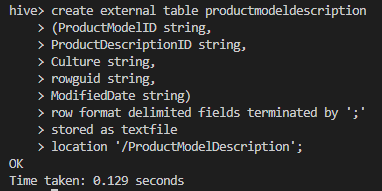 hive> create external table productmodeldescription
    > (ProductModelID string,
    > ProductDescriptionID string,
    > Culture string,
    > rowguid string,
    > ModifiedDate string)
    > row format delimited fields terminated by ';'
    > stored as textfile
    > location '/ProductModelDescription';
OK
Time taken: 0.129 seconds